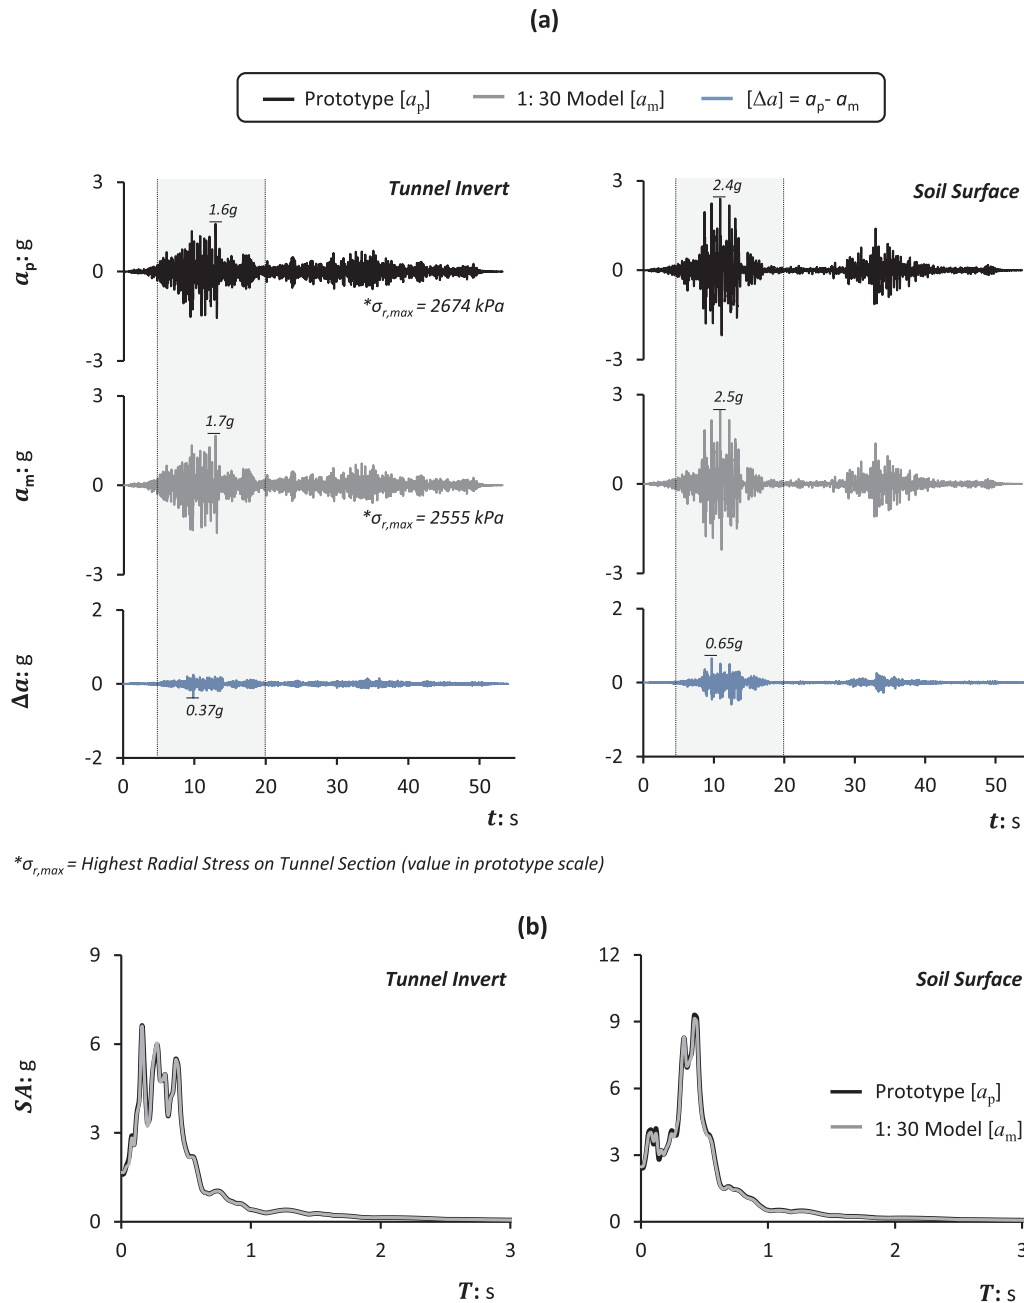 (a)
Prototype [aₚ] 1: 30 Model [aₘ] [Δa] = aₚ- aₘ
Tunnel Invert
3
1.6g
aₚ: g
0
*σr,max = 2674 kPa
-3
3
1.7g
aₘ: g
0
*σr,max = 2555 kPa
-3
2
Δa: g
0
0.37g
-2
0 10 20 30 40 50
t: s
Soil Surface
3
2.4g
0
-3
3
2.5g
0
-3
2
0.65g
0
-2
0 10 20 30 40 50
t: s
*σr,max = Highest Radial Stress on Tunnel Section (value in prototype scale)
(b)
Tunnel Invert
9
6
SA: g
3
0
0 1 2 3
T: s
Soil Surface
12
9
6
3
0
Prototype [aₚ]
1: 30 Model [aₘ]
0 1 2 3
T: s